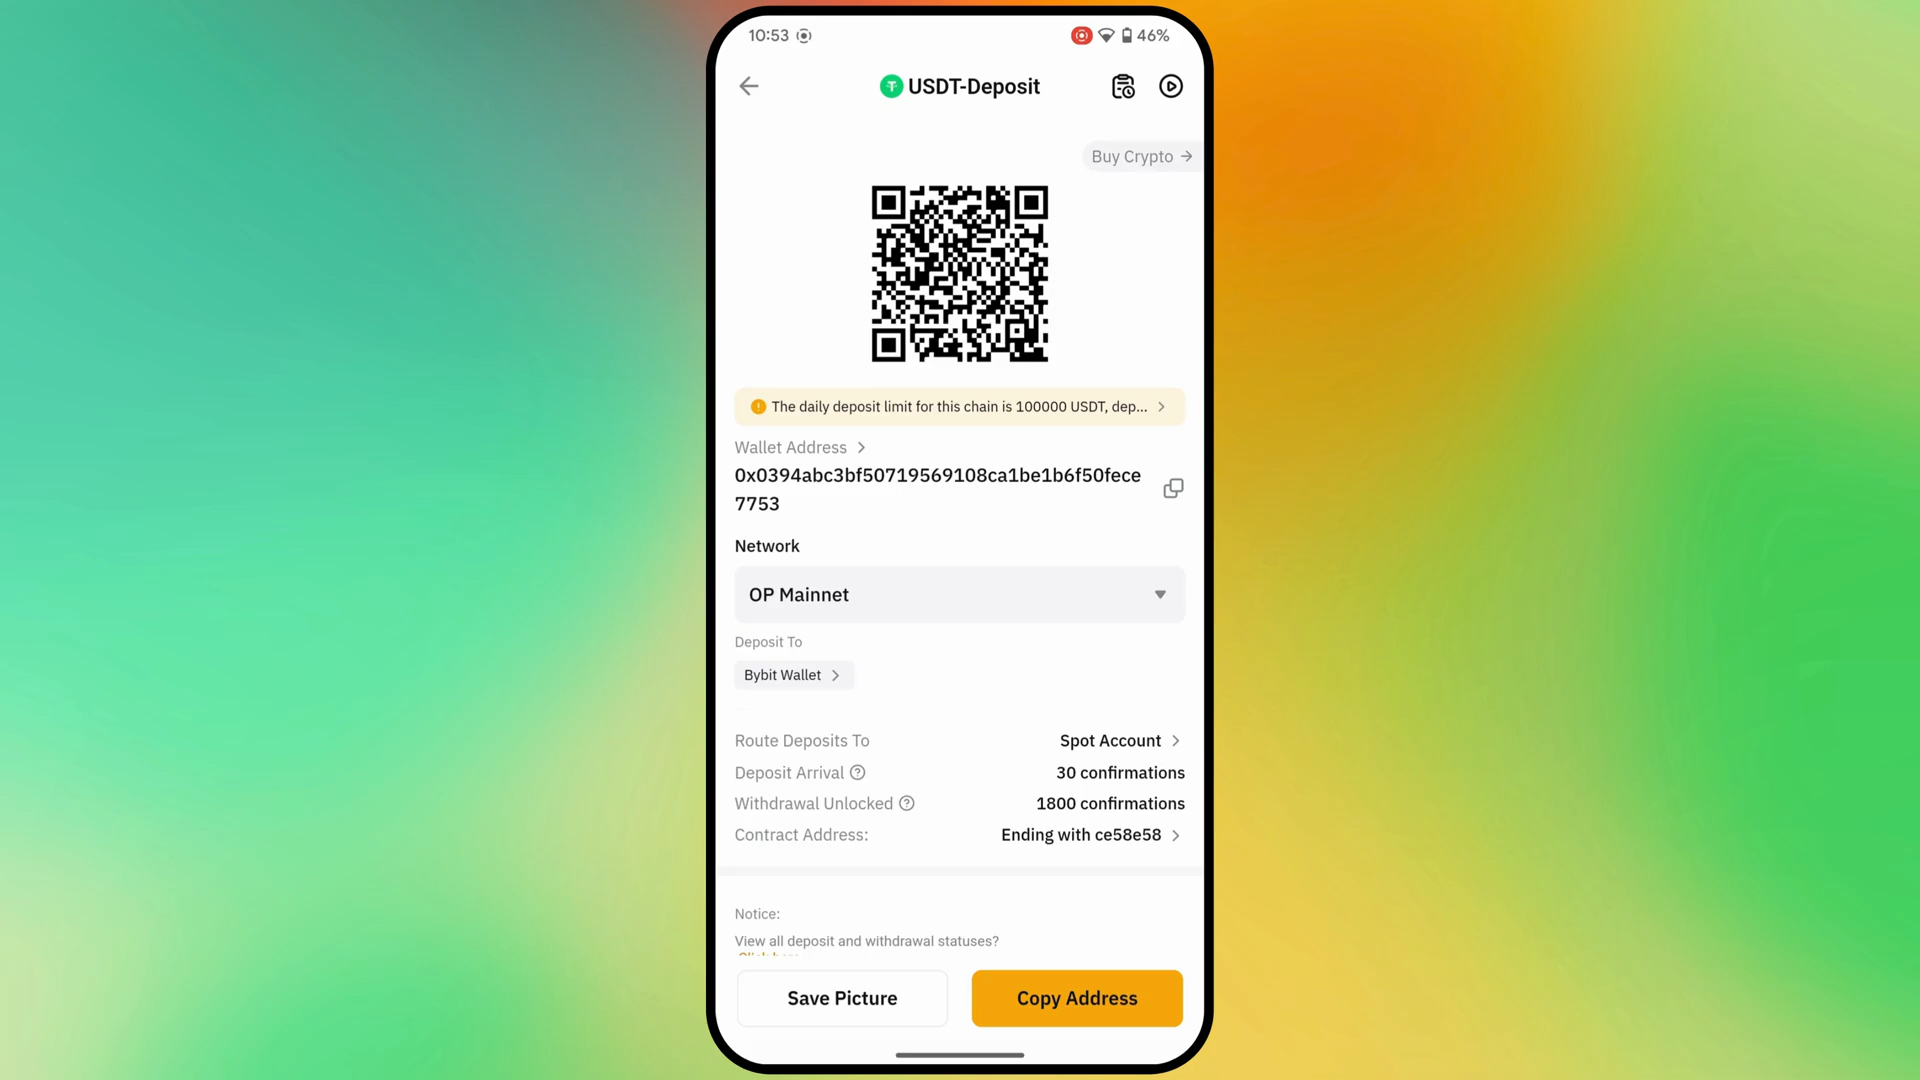 10:53
46%
USDT-Deposit
Buy Crypto
The daily deposit limit for this chain is 100000 USDT, dep...
Wallet Address
0x0394abc3bf50719569108ca1be1b6f50fece
7753
Network
OP Mainnet
Deposit To
Bybit Wallet
Route Deposits To Spot Account
Deposit Arrival 30 confirmations
Withdrawal Unlocked 1800 confirmations
Contract Address: Ending with ce58e58
Notice:
View all deposit and withdrawal statuses?
Save Picture
Copy Address